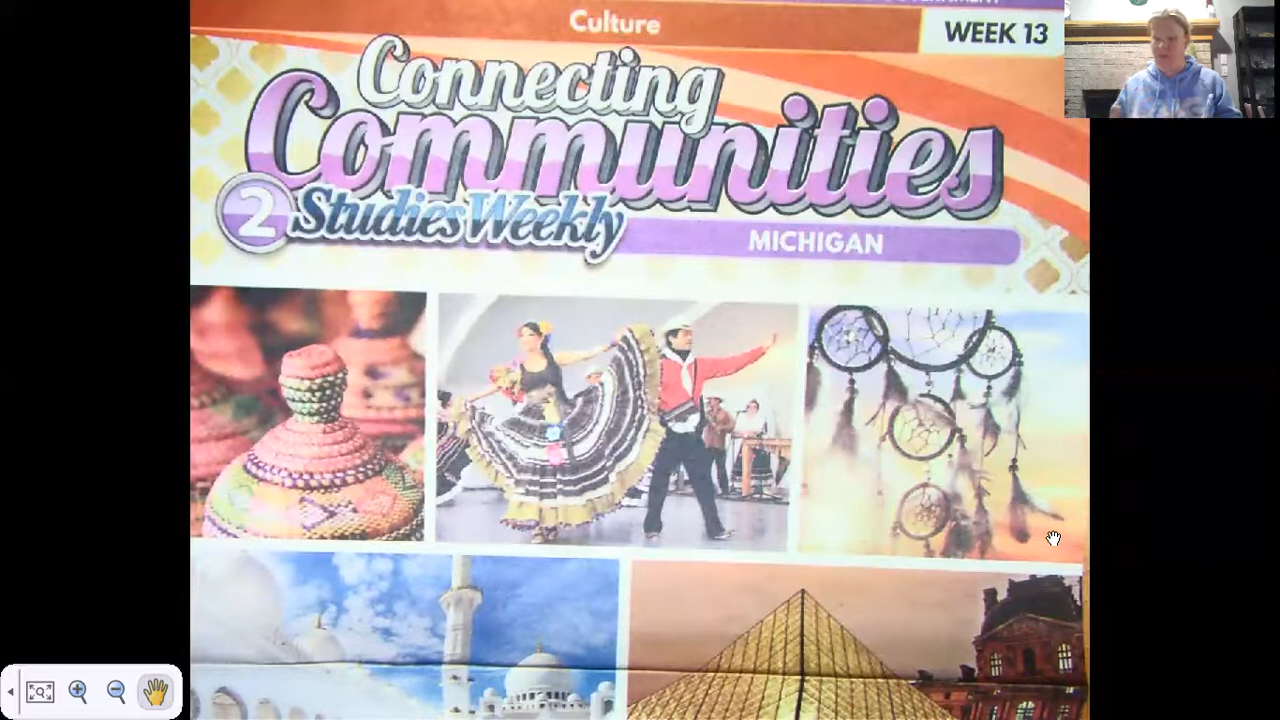 Culture
WEEK 13
Connecting
Communities
2 Studies Weekly
MICHIGAN